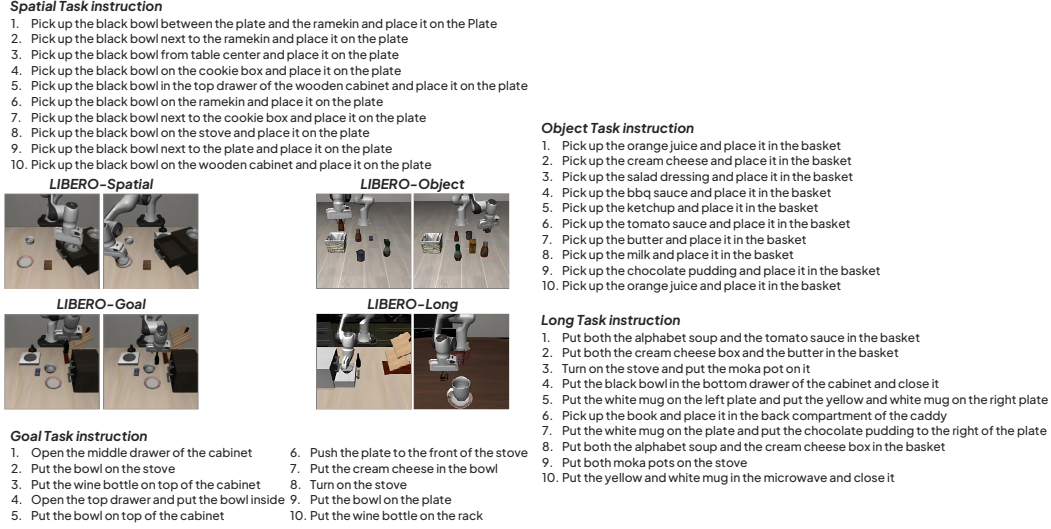 Spatial Task instruction
1. Pick up the black bowl between the plate and the ramekin and place it on the Plate
2. Pick up the black bowl next to the ramekin and place it on the plate
3. Pick up the black bowl from table center and place it on the plate
4. Pick up the black bowl on the cookie box and place it on the plate
5. Pick up the black bowl in the top drawer of the wooden cabinet and place it on the plate
6. Pick up the black bowl on the ramekin and place it on the plate
7. Pick up the black bowl next to the cookie box and place it on the plate
8. Pick up the black bowl on the stove and place it on the plate
9. Pick up the black bowl next to the plate and place it on the plate
10. Pick up the black bowl on the wooden cabinet and place it on the plate
LIBERO-Spatial
LIBERO-Object
LIBERO-Goal
LIBERO-Long
Goal Task instruction
1. Open the middle drawer of the cabinet
2. Put the bowl on the stove
3. Put the wine bottle on top of the cabinet
4. Open the top drawer and put the bowl inside
5. Put the bowl on top of the cabinet
6. Push the plate to the front of the stove
7. Put the cream cheese in the bowl
8. Turn on the stove
9. Put the bowl on the plate
10. Put the wine bottle on the rack
Object Task instruction
1. Pick up the orange juice and place it in the basket
2. Pick up the cream cheese and place it in the basket
3. Pick up the salad dressing and place it in the basket
4. Pick up the bbq sauce and place it in the basket
5. Pick up the ketchup and place it in the basket
6. Pick up the tomato sauce and place it in the basket
7. Pick up the butter and place it in the basket
8. Pick up the milk and place it in the basket
9. Pick up the chocolate pudding and place it in the basket
10. Pick up the orange juice and place it in the basket
Long Task instruction
1. Put both the alphabet soup and the tomato sauce in the basket
2. Put both the cream cheese box and the butter in the basket
3. Turn on the stove and put the moka pot on it
4. Put the black bowl in the bottom drawer of the cabinet and close it
5. Put the white mug on the left plate and put the yellow and white mug on the right plate
6. Pick up the book and place it in the back compartment of the caddy
7. Put the white mug on the plate and put the chocolate pudding to the right of the plate
8. Put both the alphabet soup and the cream cheese box in the basket
9. Put both moka pots on the stove
10. Put the yellow and white mug in the microwave and close it